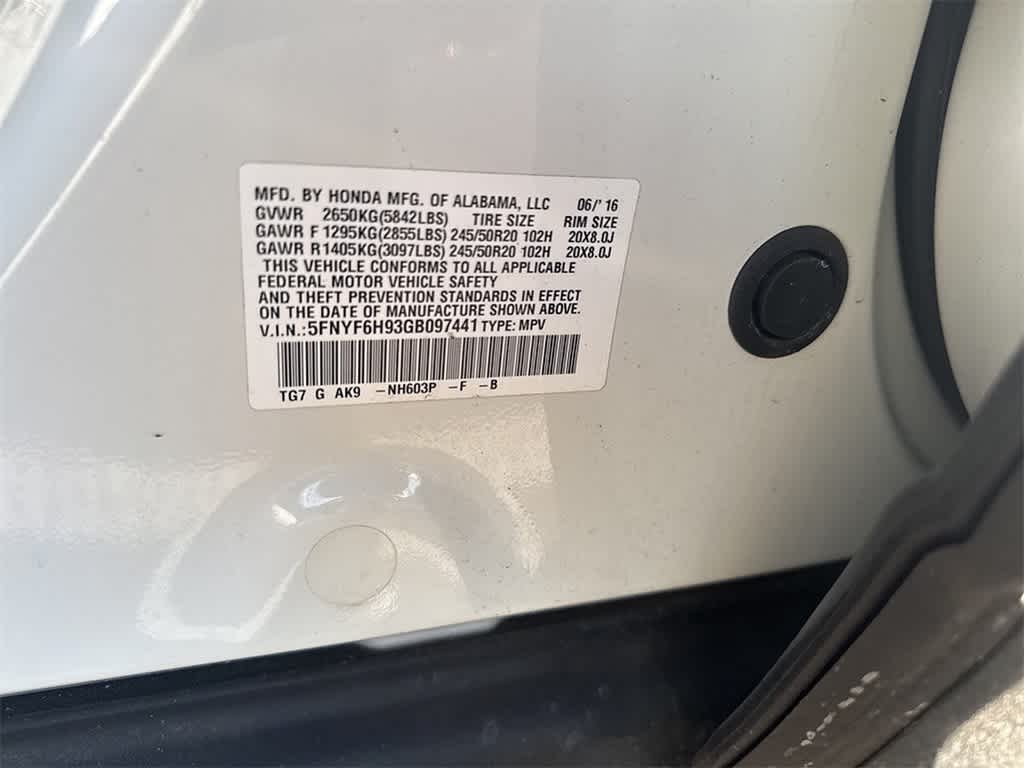 MFD. BY HONDA MFG. OF ALABAMA, LLC 06/'16
GVWR 2650KG(5842LBS) TIRE SIZE RIM SIZE
GAWR F 1295KG(2855LBS) 245/50R20 102H 20X8.0J
GAWR R1405KG(3097LBS) 245/50R20 102H 20X8.0J
THIS VEHICLE CONFORMS TO ALL APPLICABLE
FEDERAL MOTOR VEHICLE SAFETY
AND THEFT PREVENTION STANDARDS IN EFFECT
ON THE DATE OF MANUFACTURE SHOWN ABOVE.
V.I.N.:5FNYF6H93GB097441 TYPE: MPV
TG7 G AK9 -NH603P -F -B